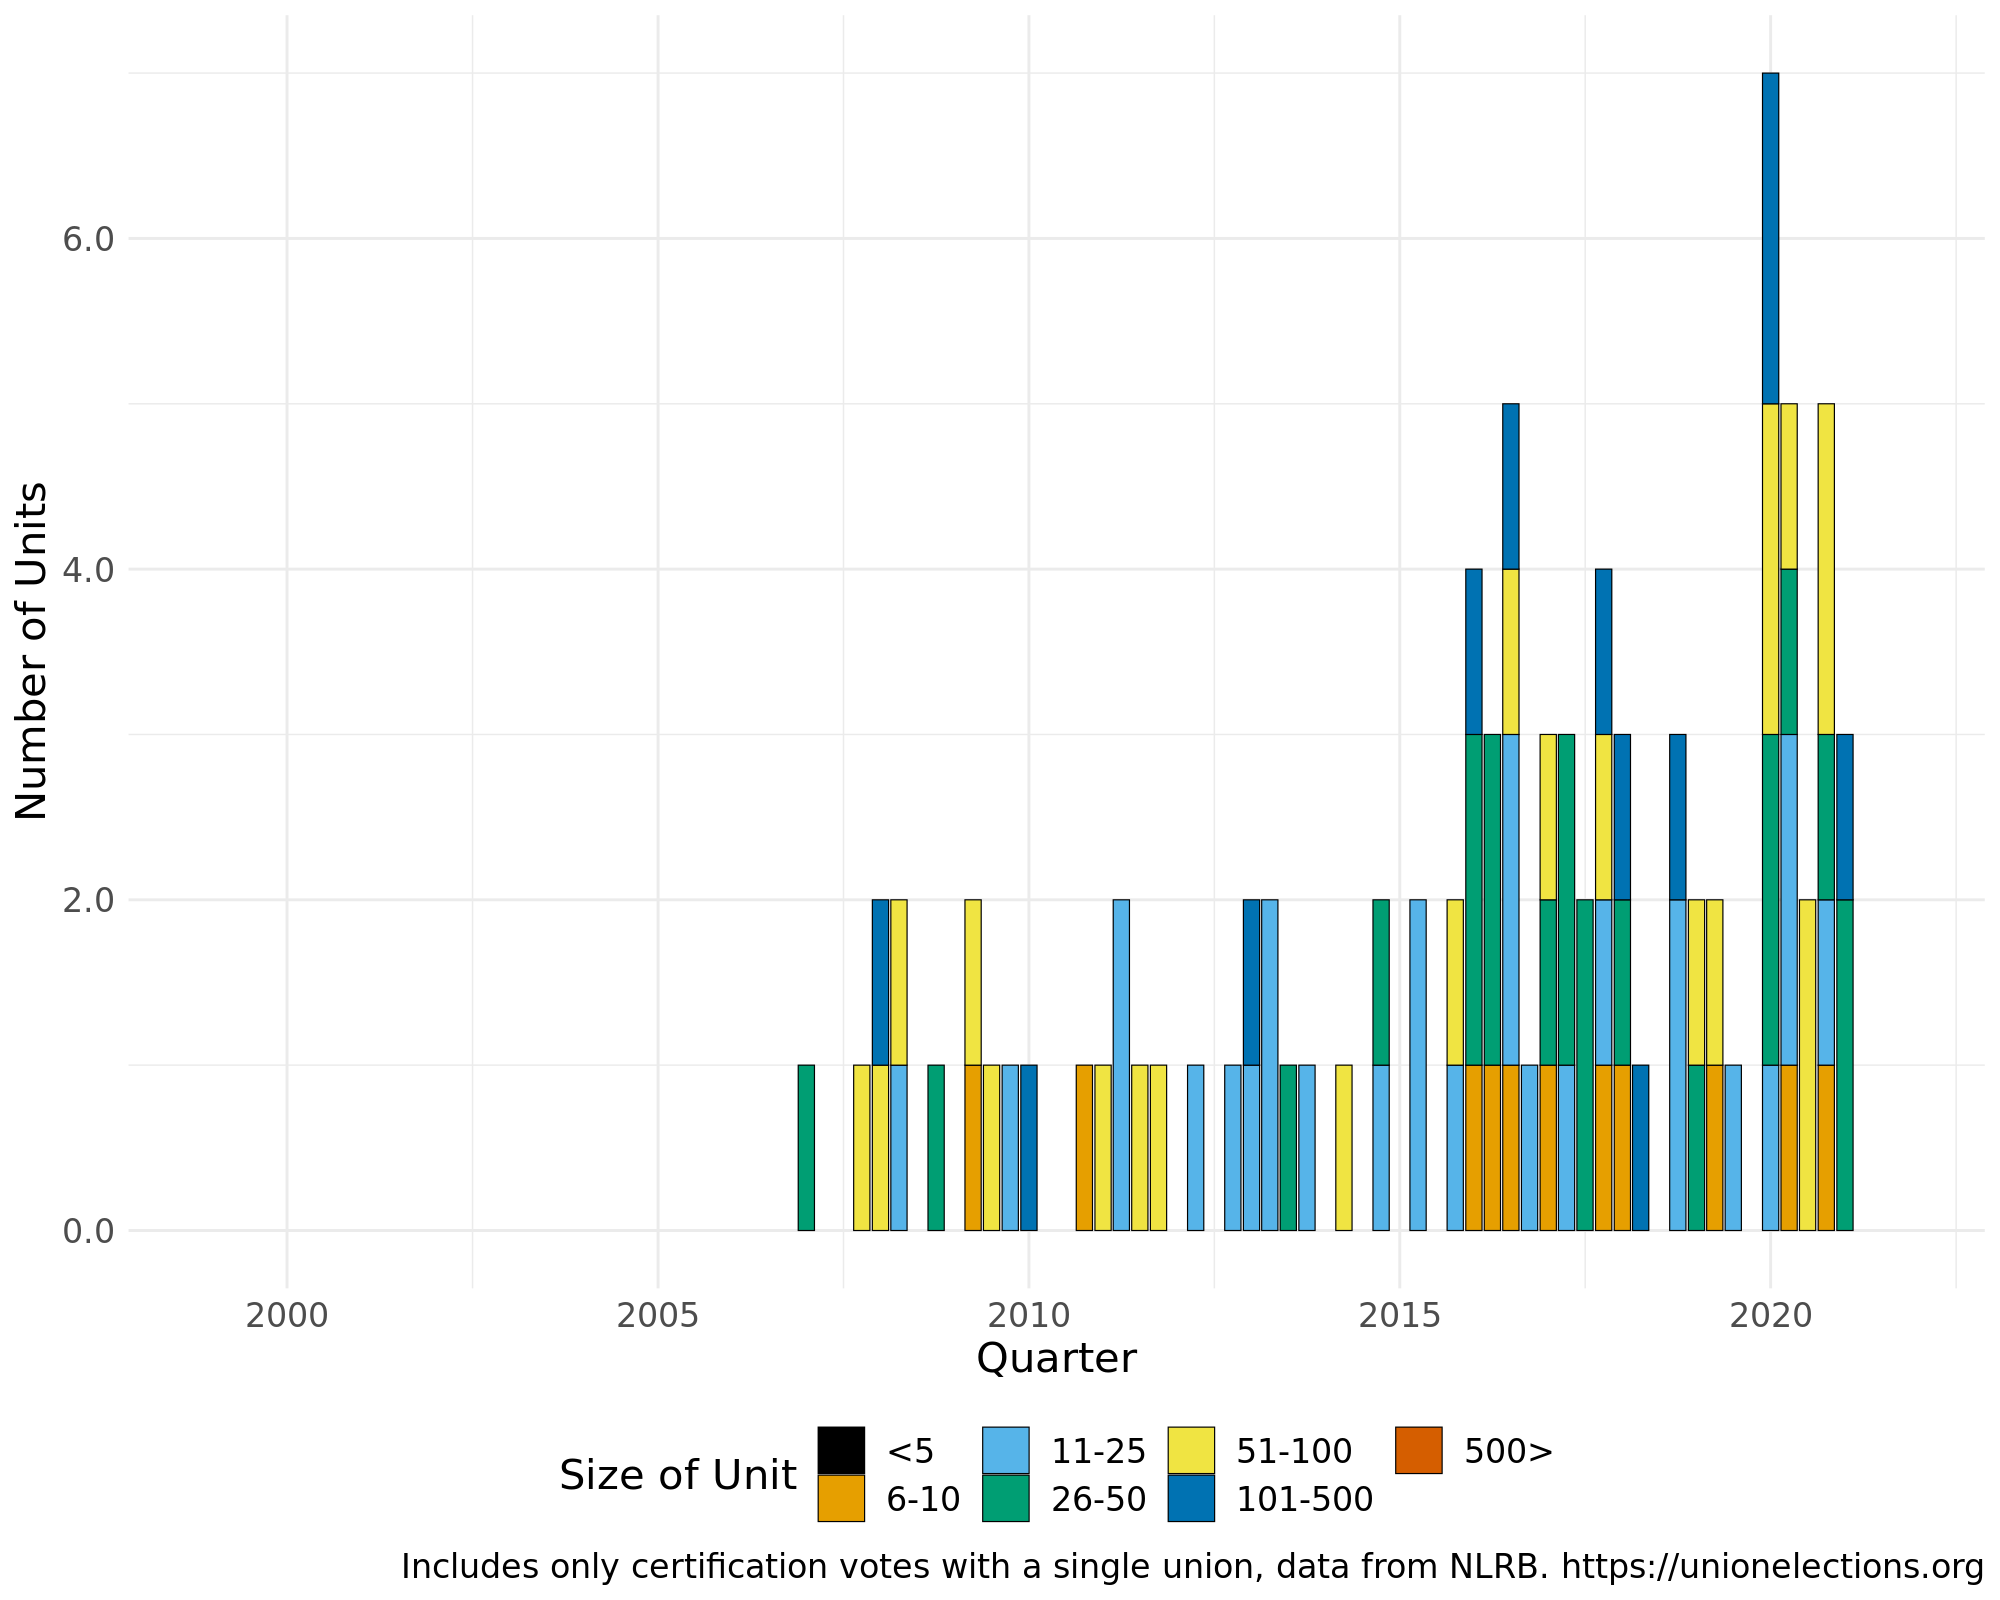 6.0
4.0
2.0
0.0
Number of Units
2000 2005 2010 2015 2020
Quarter
Size of Unit
<5 11-25 51-100 500>
6-10 26-50 101-500
Includes only certification votes with a single union, data from NLRB. https://unionelections.org